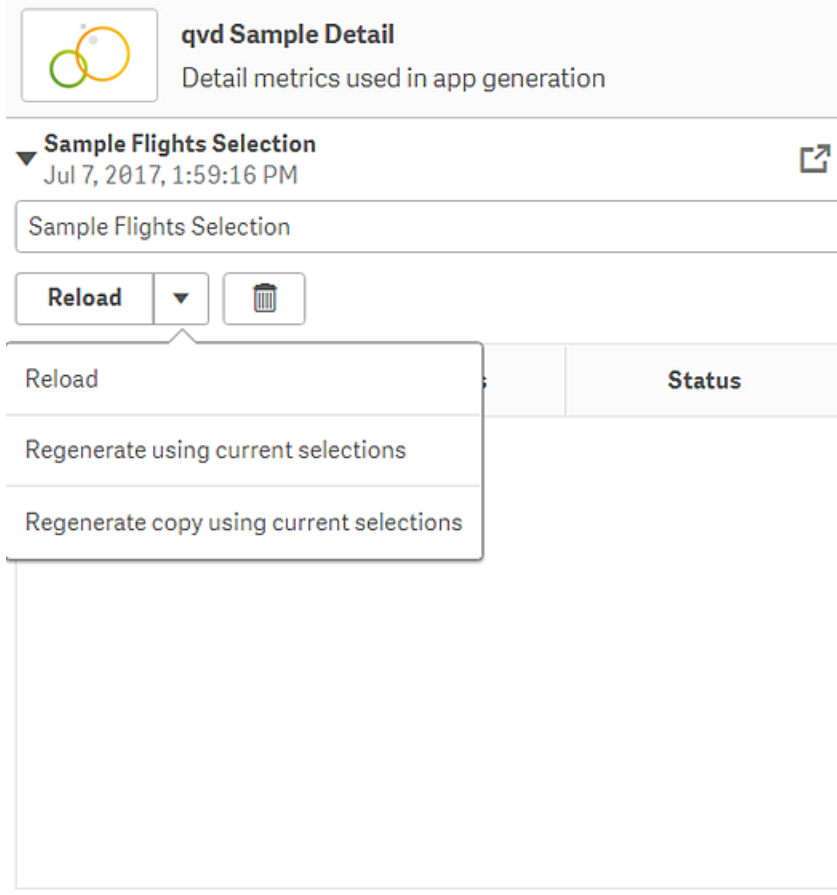 qvd Sample Detail
Detail metrics used in app generation
Sample Flights Selection
Jul 7, 2017, 1:59:16 PM
Sample Flights Selection
Reload
Reload
Status
Regenerate using current selections
Regenerate copy using current selections